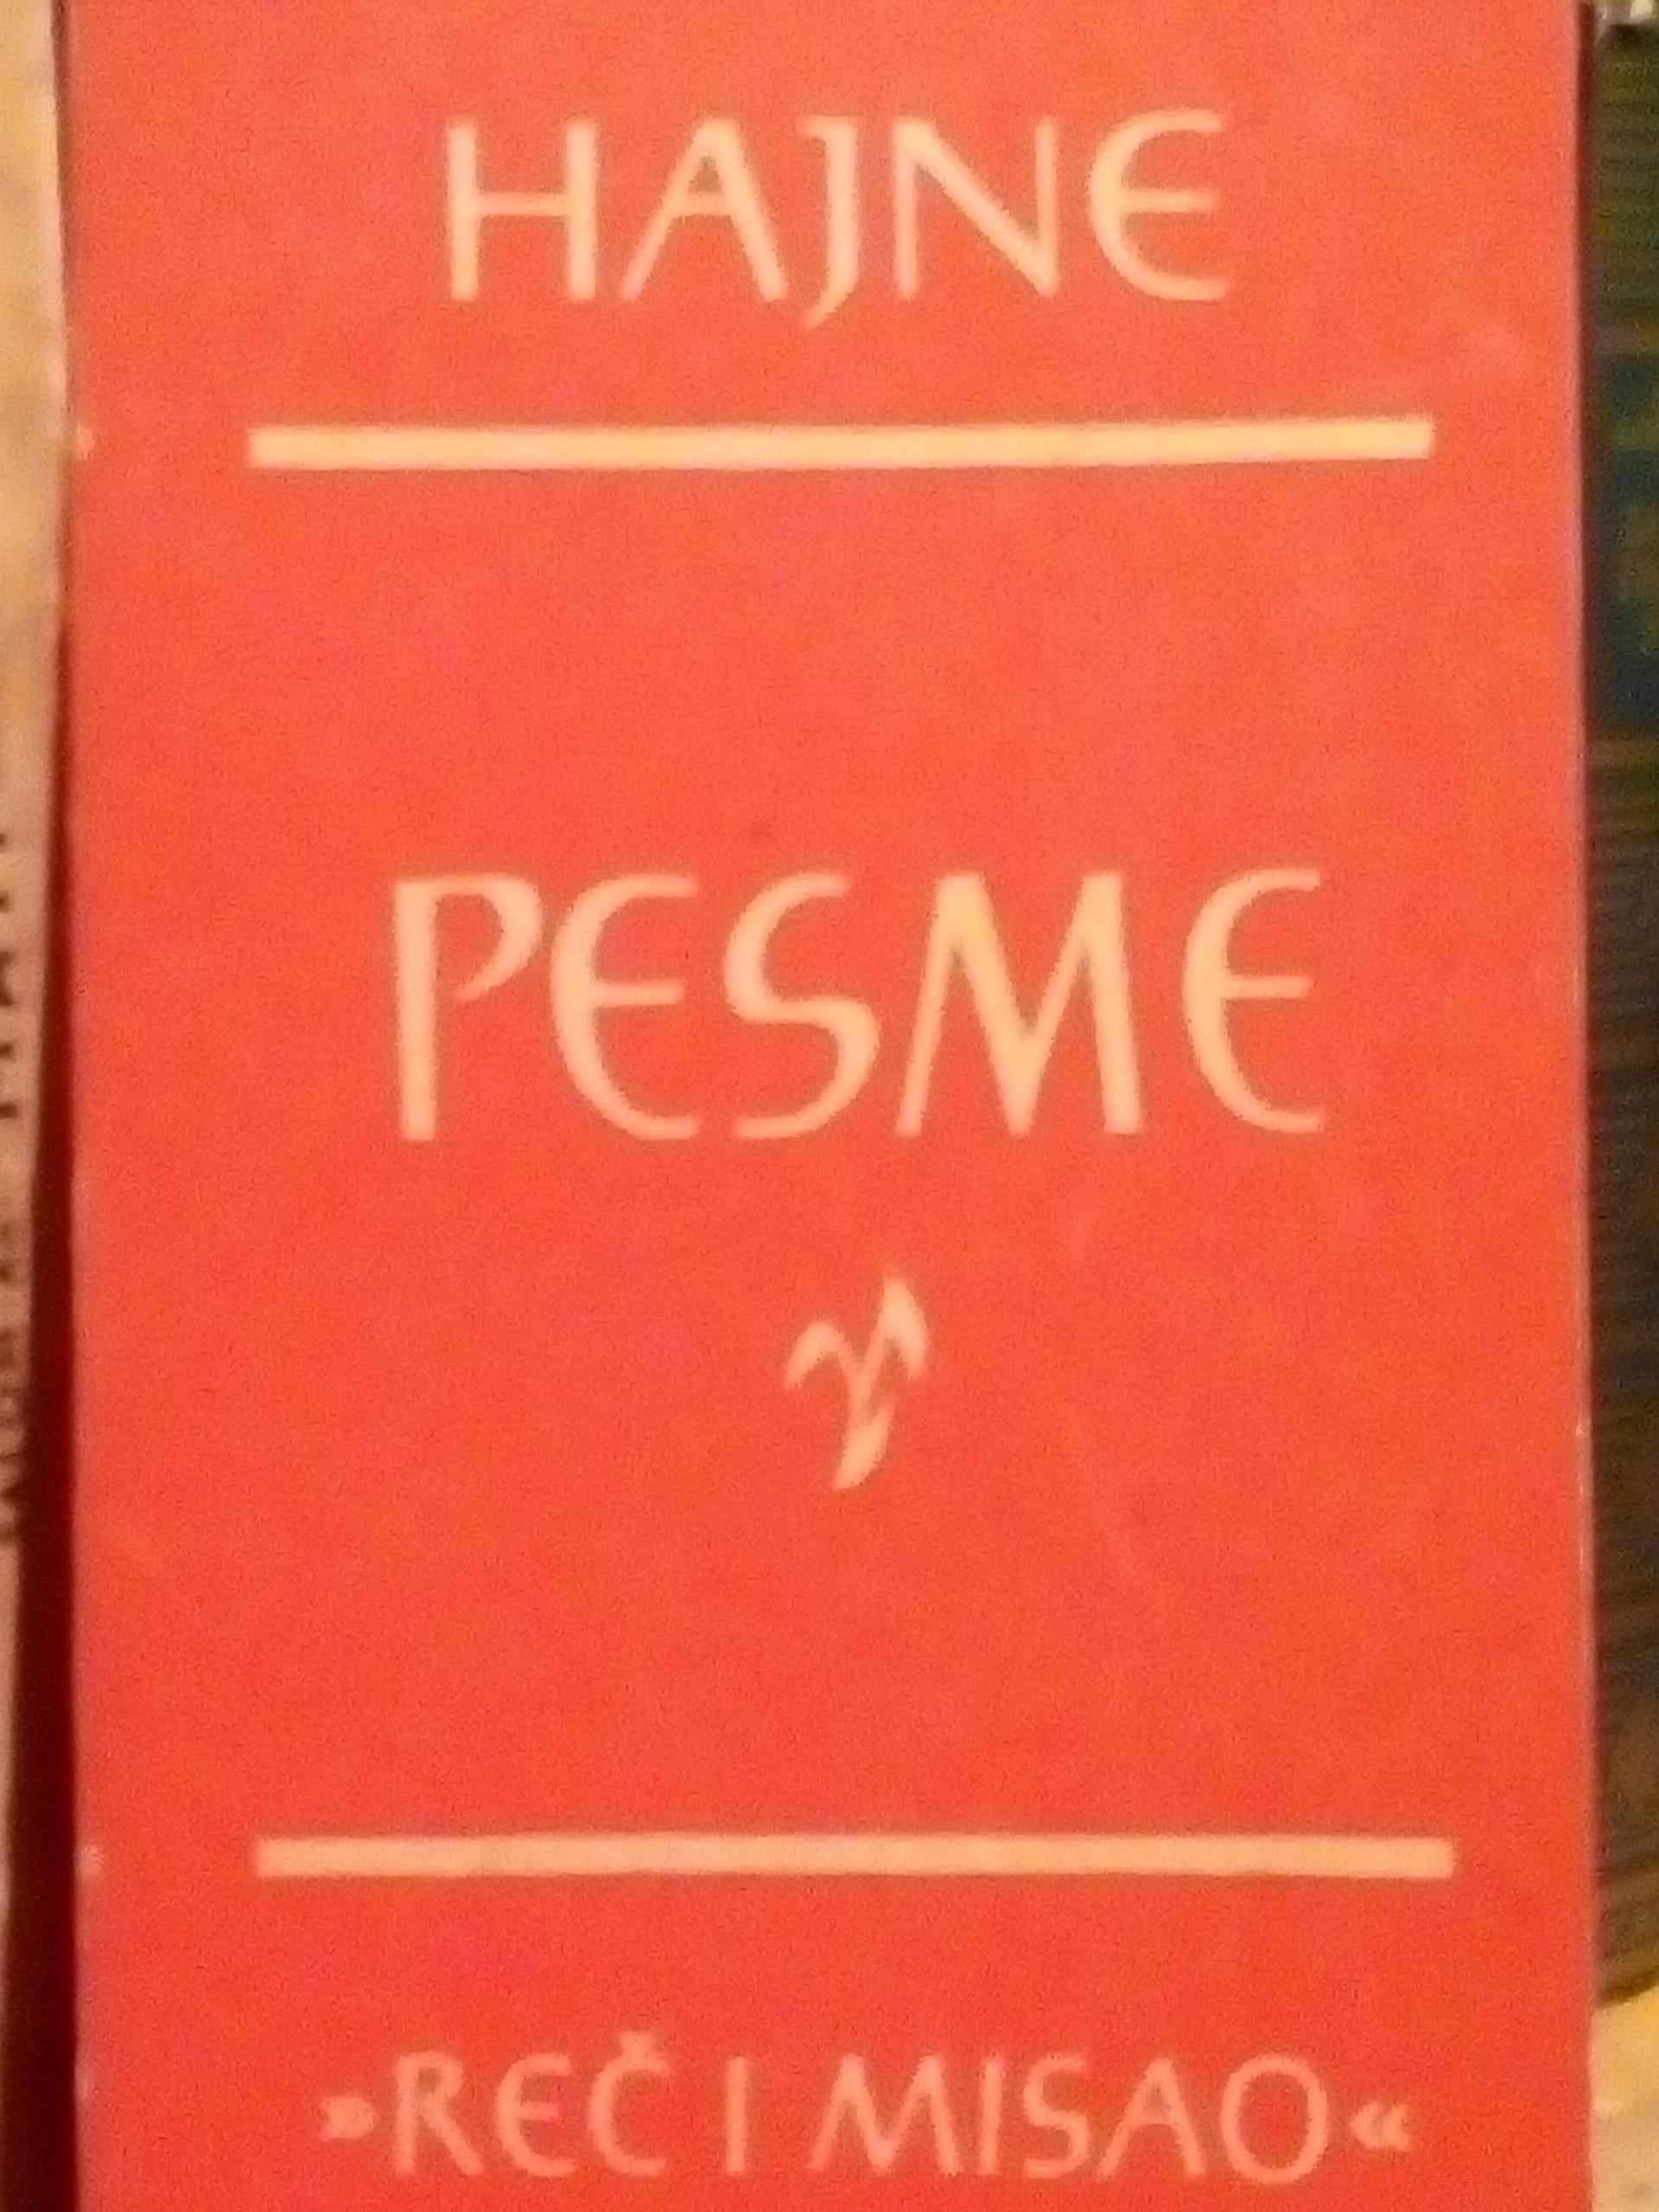 HAJNE
PESME
»REČ I MISAO«